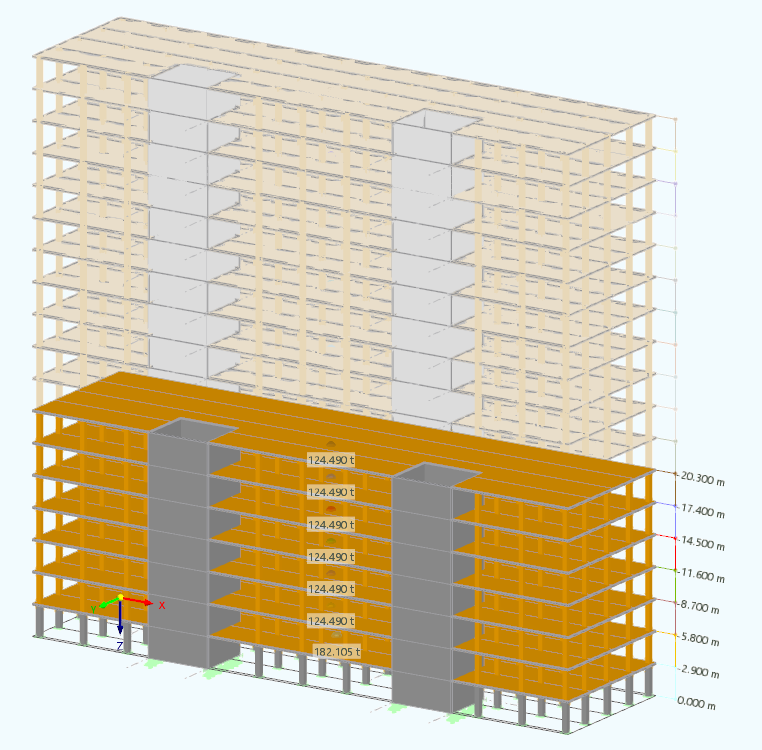 124.490 t
-20.300 m
124.490 t
-17.400 m
124.490 t
-14.500 m
124.490 t
-11.600 m
124.490 t
-8.700 m
124.490 t
-5.800 m
182.105 t
-2.900 m
0.000 m
X
Y
Z